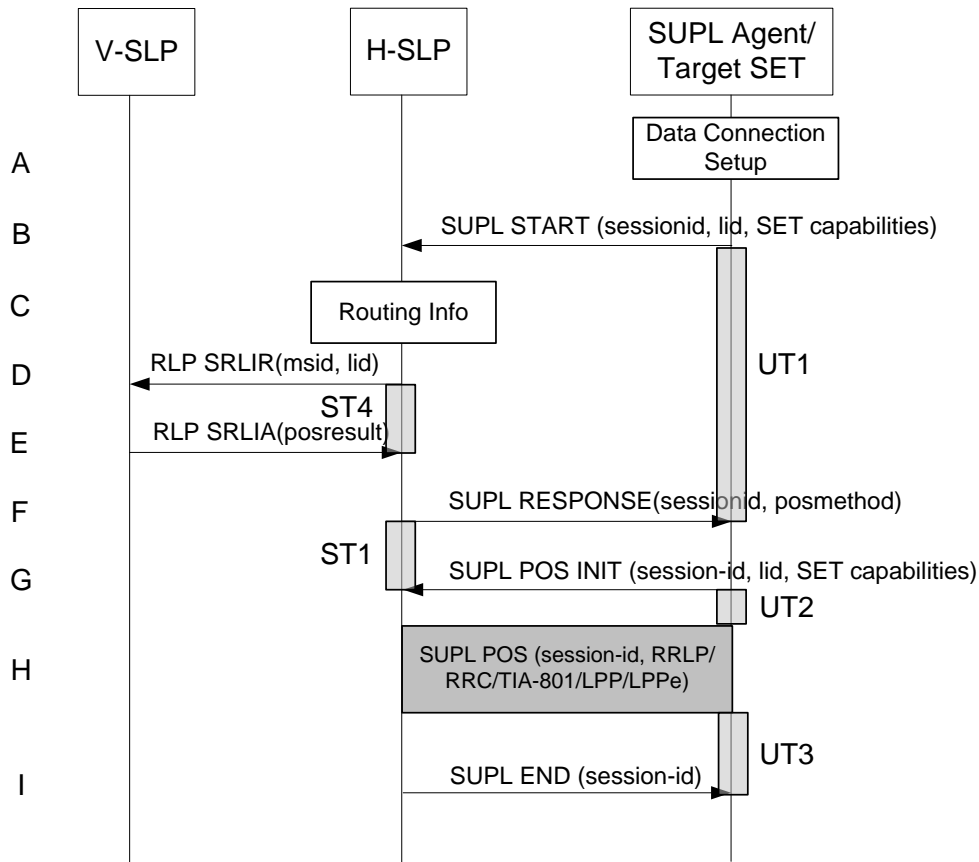 V-SLP
H-SLP
SUPL Agent/
Target SET
Data Connection
Setup
A
B
SUPL START (sessionid, lid, SET capabilities)
C
Routing Info
UT1
D
RLP SRLIR(msid, lid)
ST4
E
RLP SRLIA(posresult)
F
SUPL RESPONSE(sessionid, posmethod)
ST1
G
SUPL POS INIT (session-id, lid, SET capabilities)
UT2
H
SUPL POS (session-id, RRLP/
RRC/TIA-801/LPP/LPPe)
UT3
I
SUPL END (session-id)